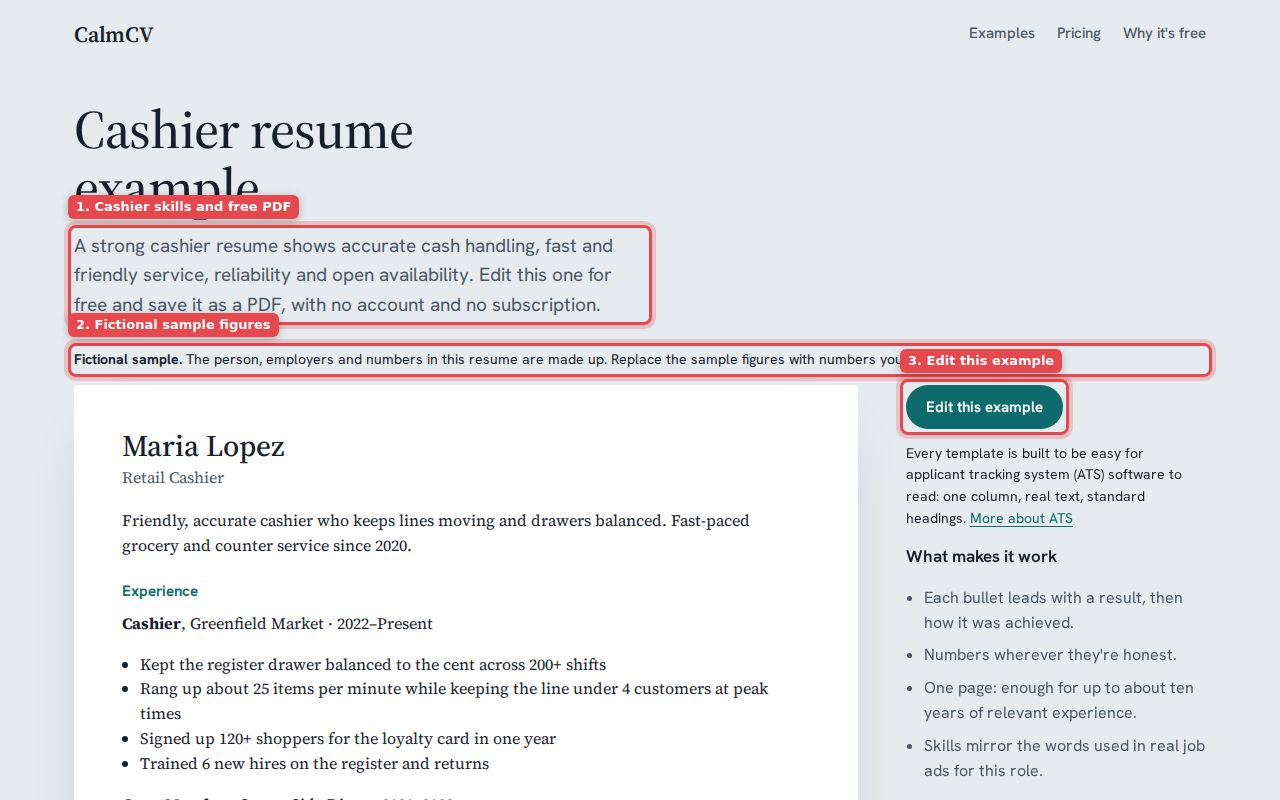 CalmCV
Examples
Pricing
Why it's free
Cashier resume
example
1. Cashier skills and free PDF
A strong cashier resume shows accurate cash handling, fast and
friendly service, reliability and open availability. Edit this one for
free and save it as a PDF, with no account and no subscription.
2. Fictional sample figures
Fictional sample. The person, employers and numbers in this resume are made up. Replace the sample figures with numbers
3. Edit this example
Edit this example
Maria Lopez
Retail Cashier
Friendly, accurate cashier who keeps lines moving and drawers balanced. Fast-paced
grocery and counter service since 2020.
Experience
Cashier, Greenfield Market · 2022–Present
• Kept the register drawer balanced to the cent across 200+ shifts
• Rang up about 25 items per minute while keeping the line under 4 customers at peak
times
• Signed up 120+ shoppers for the loyalty card in one year
• Trained 6 new hires on the register and returns
Every template is built to be easy for
applicant tracking system (ATS) software to
read: one column, real text, standard
headings. More about ATS
What makes it work
• Each bullet leads with a result, then
how it was achieved.
• Numbers wherever they're honest.
• One page: enough for up to about ten
years of relevant experience.
• Skills mirror the words used in real job
ads for this role.